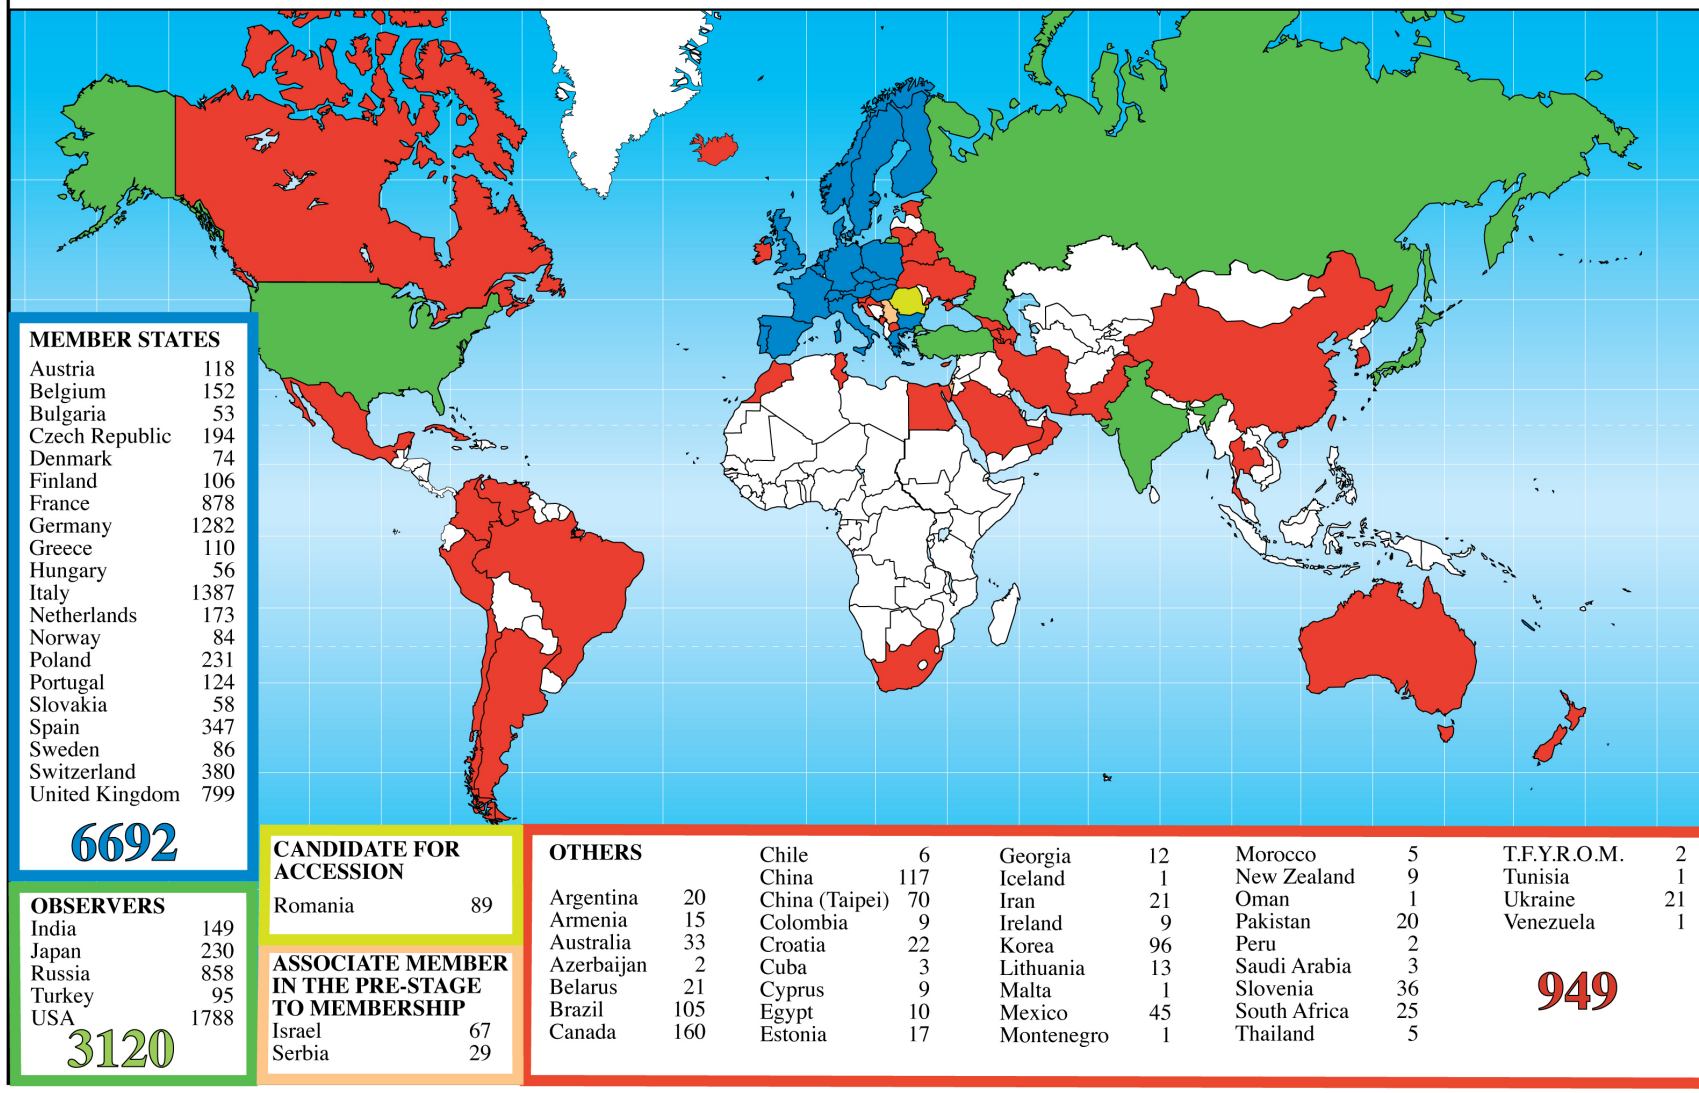 MEMBER STATES
Austria 118
Belgium 152
Bulgaria 53
Czech Republic 194
Denmark 74
Finland 106
France 878
Germany 1282
Greece 110
Hungary 56
Italy 1387
Netherlands 173
Norway 84
Poland 231
Portugal 124
Slovakia 58
Spain 347
Sweden 86
Switzerland 380
United Kingdom 799
6692
OBSERVERS
India 149
Japan 230
Russia 858
Turkey 95
USA 1788
3120
CANDIDATE FOR
ACCESSION
Romania 89
ASSOCIATE MEMBER
IN THE PRE-STAGE
TO MEMBERSHIP
Israel 67
Serbia 29
OTHERS
Argentina 20
Armenia 15
Australia 33
Azerbaijan 2
Belarus 21
Brazil 105
Canada 160
Chile 6
China 117
China (Taipei) 70
Colombia 9
Croatia 22
Cuba 3
Cyprus 9
Egypt 10
Estonia 17
Georgia 12
Iceland 1
Iran 21
Ireland 9
Korea 96
Lithuania 13
Malta 1
Mexico 45
Montenegro 1
Morocco 5
New Zealand 9
Oman 1
Pakistan 20
Peru 2
Saudi Arabia 3
Slovenia 36
South Africa 25
Thailand 5
T.F.Y.R.O.M. 2
Tunisia 1
Ukraine 21
Venezuela 1
949